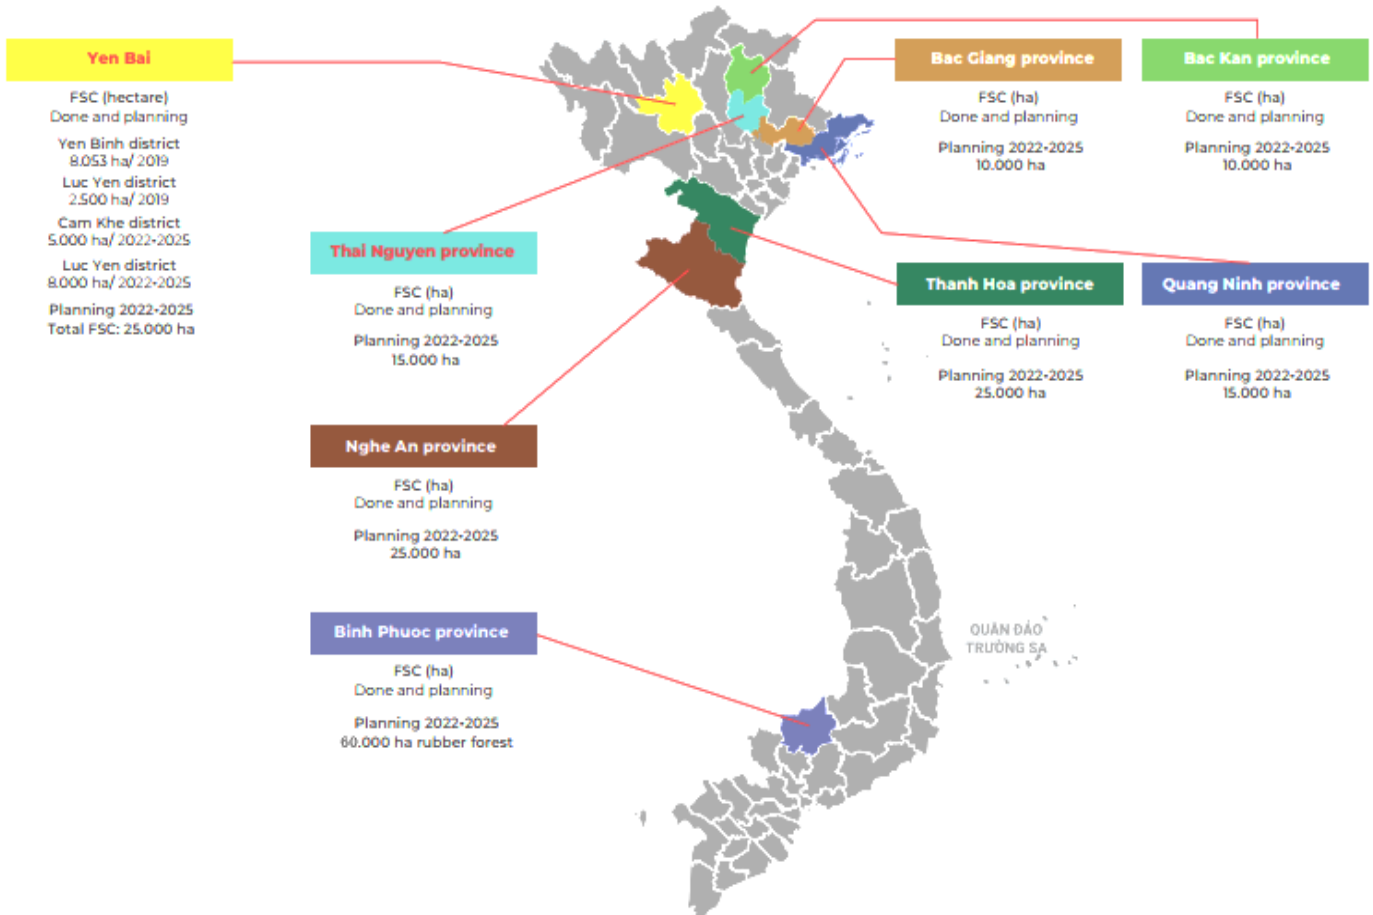 Yen Bai
FSC (hectare)
Done and planning
Yen Binh district
8.053 ha/ 2019
Luc Yen district
2.500 ha/ 2019
Cam Khe district
5.000 ha/ 2022-2025
Luc Yen district
8.000 ha/ 2022-2025
Planning 2022-2025
Total FSC: 25.000 ha
Thai Nguyen province
FSC (ha)
Done and planning
Planning 2022-2025
15.000 ha
Nghe An province
FSC (ha)
Done and planning
Planning 2022-2025
25.000 ha
Binh Phuoc province
FSC (ha)
Done and planning
Planning 2022-2025
60.000 ha rubber forest
Bac Giang province
FSC (ha)
Done and planning
Planning 2022-2025
10.000 ha
Bac Kan province
FSC (ha)
Done and planning
Planning 2022-2025
10.000 ha
Thanh Hoa province
FSC (ha)
Done and planning
Planning 2022-2025
25.000 ha
Quang Ninh province
FSC (ha)
Done and planning
Planning 2022-2025
15.000 ha
QUẦN ĐẢO
TRƯỜNG SA